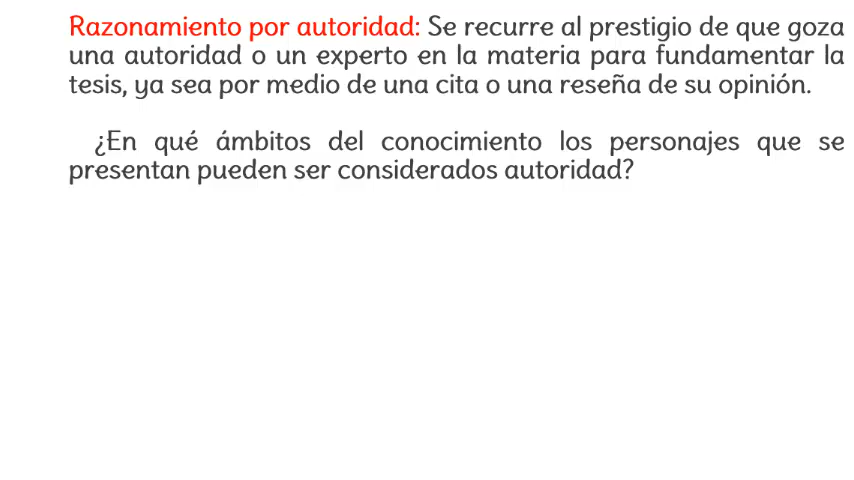 Razonamiento por autoridad: Se recurre al prestigio de que goza
una autoridad o un experto en la materia para fundamentar la
tesis, ya sea por medio de una cita o una reseña de su opinión.
¿En qué ámbitos del conocimiento los personajes que se
presentan pueden ser considerados autoridad?